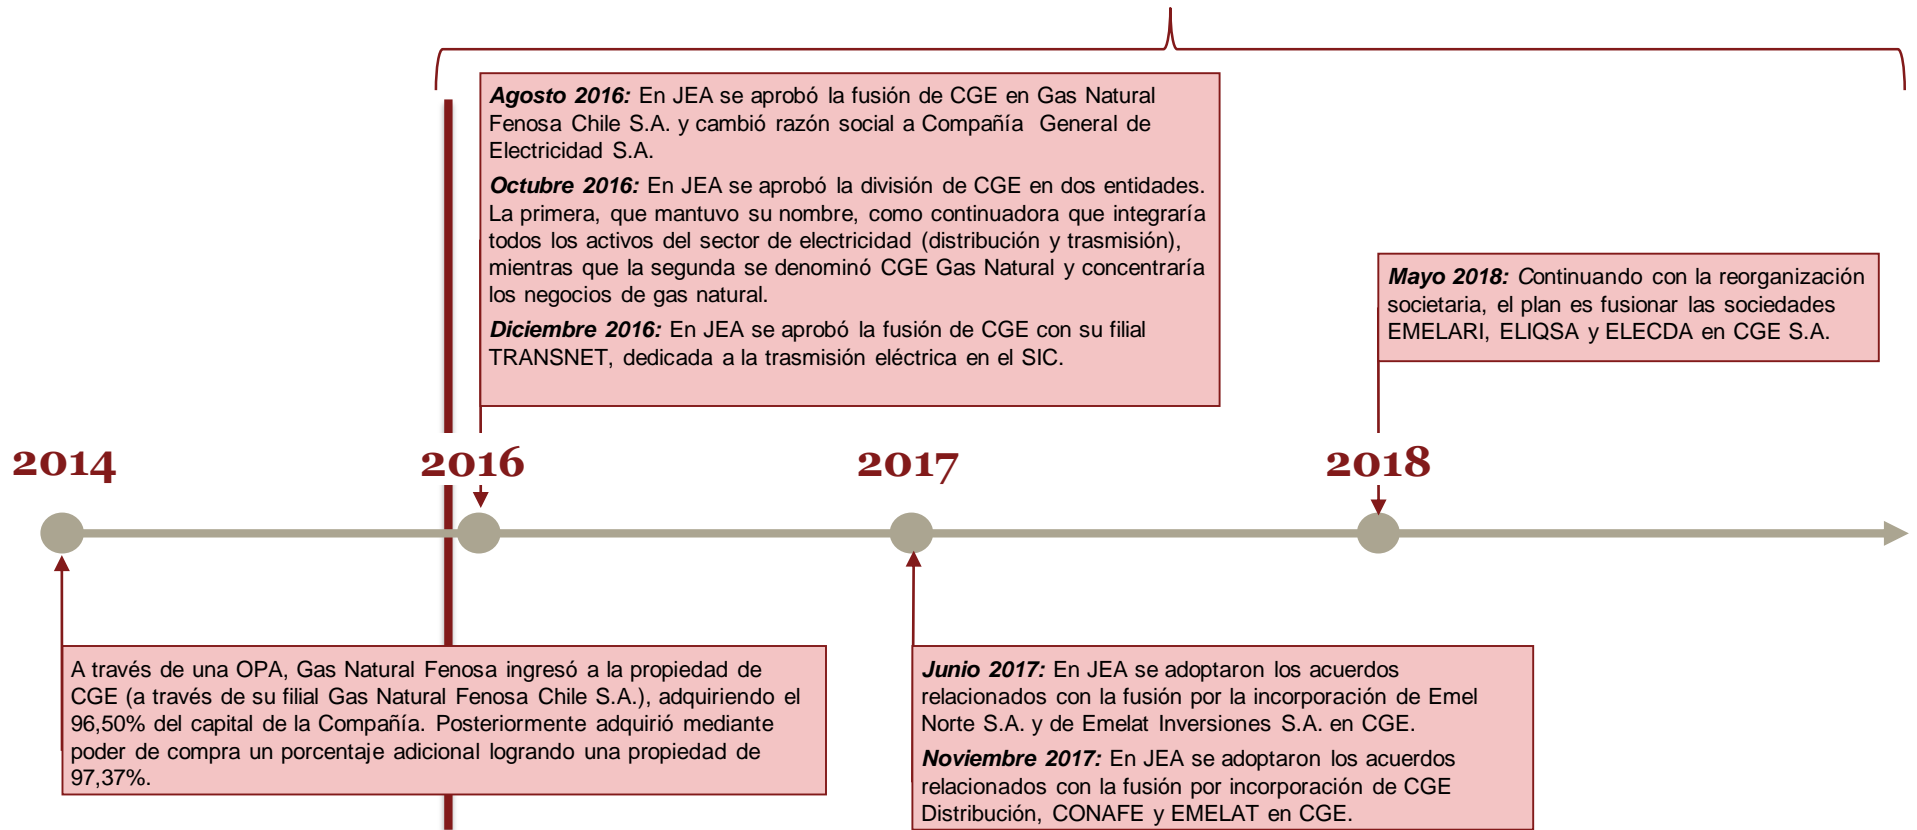 Agosto 2016: En JEA se aprobó la fusión de CGE en Gas Natural
Fenosa Chile S.A. y cambió razón social a Compañía General de
Electricidad S.A.
Octubre 2016: En JEA se aprobó la división de CGE en dos entidades.
La primera, que mantuvo su nombre, como continuadora que integraría
todos los activos del sector de electricidad (distribución y trasmisión),
mientras que la segunda se denominó CGE Gas Natural y concentraría
los negocios de gas natural.
Diciembre 2016: En JEA se aprobó la fusión de CGE con su filial
TRANSNET, dedicada a la trasmisión eléctrica en el SIC.
Mayo 2018: Continuando con la reorganización
societaria, el plan es fusionar las sociedades
EMELARI, ELIQSA y ELECDA en CGE S.A.
2014
2016
2017
2018
A través de una OPA, Gas Natural Fenosa ingresó a la propiedad de
CGE (a través de su filial Gas Natural Fenosa Chile S.A.), adquiriendo el
96,50% del capital de la Compañía. Posteriormente adquirió mediante
poder de compra un porcentaje adicional logrando una propiedad de
97,37%.
Junio 2017: En JEA se adoptaron los acuerdos
relacionados con la fusión por la incorporación de Emel
Norte S.A. y de Emelat Inversiones S.A. en CGE.
Noviembre 2017: En JEA se adoptaron los acuerdos
relacionados con la fusión por incorporación de CGE
Distribución, CONAFE y EMELAT en CGE.